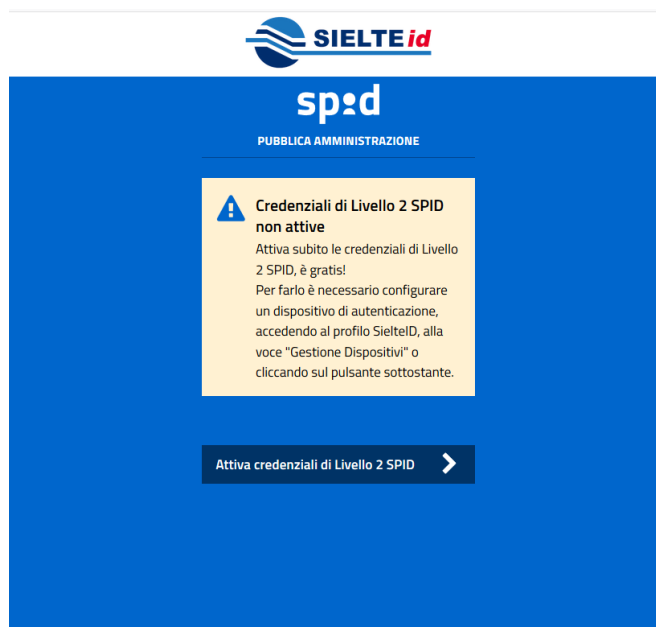 SIELTE id
sp:d
PUBBLICA AMMINISTRAZIONE
Credenziali di Livello 2 SPID
non attive
Attiva subito le credenziali di Livello
2 SPID, è gratis!
Per farlo è necessario configurare
un dispositivo di autenticazione,
accedendo al profilo SielteID, alla
voce "Gestione Dispositivi" o
cliccando sul pulsante sottostante.
Attiva credenziali di Livello 2 SPID